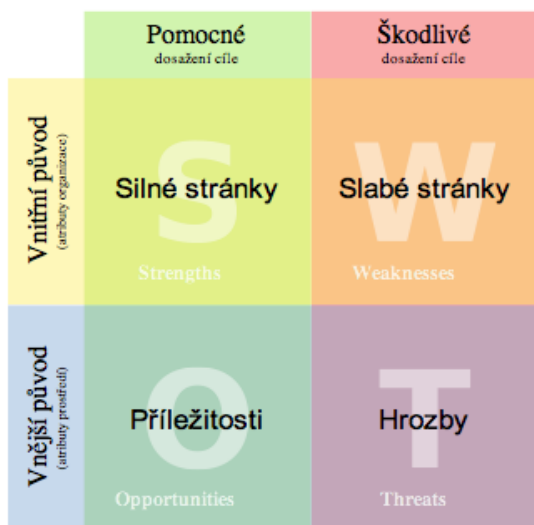 Pomocné
dosažení cíle
Škodlivé
dosažení cíle
Vnitřní původ
(atributy organizace)
S
Silné stránky
Strengths
W
Slabé stránky
Weaknesses
Vnější původ
(atributy prostředí)
O
Příležitosti
Opportunities
T
Hrozby
Threats